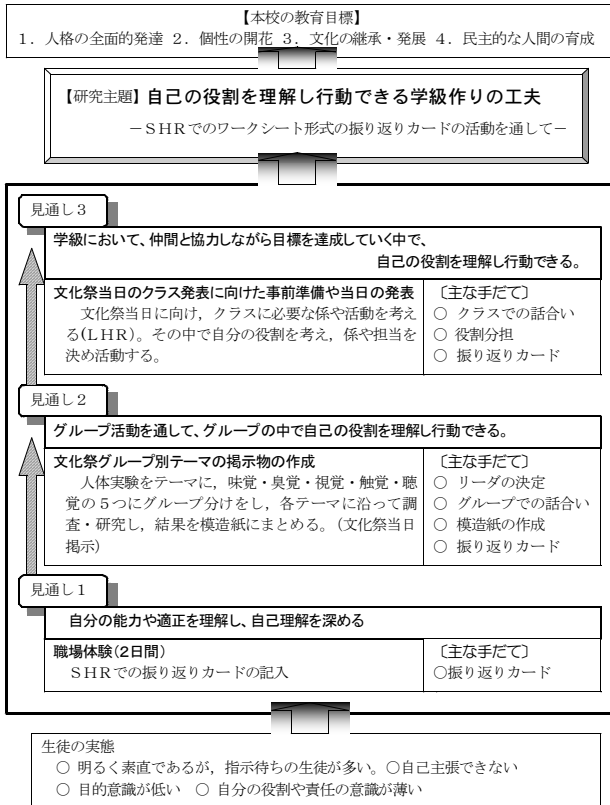 【本校の教育目標】
1．人格の全面的発達 2．個性の開花 3．文化の継承・発展 4．民主的な人間の育成
【研究主題】自己の役割を理解し行動できる学級作りの工夫
－ＳＨＲでのワークシート形式の振り返りカードの活動を通して－
見通し３
学級において、仲間と協力しながら目標を達成していく中で、
自己の役割を理解し行動できる。
文化祭当日のクラス発表に向けた事前準備や当日の発表
文化祭当日に向け，クラスに必要な係や活動を考え
る(ＬＨＲ)。その中で自分の役割を考え，係や担当を
決め活動する。
〔主な手だて〕
○ クラスでの話合い
○ 役割分担
○ 振り返りカード
見通し２
グループ活動を通して、グループの中で自己の役割を理解し行動できる。
文化祭グループ別テーマの掲示物の作成
人体実験をテーマに，味覚・臭覚・視覚・触覚・聴
覚の５つにグループ分けをし，各テーマに沿って調
査・研究し，結果を模造紙にまとめる。（文化祭当日
掲示）
〔主な手だて〕
○ リーダの決定
○ グループでの話合い
○ 模造紙の作成
○ 振り返りカード
見通し１
自分の能力や適正を理解し、自己理解を深める
職場体験（２日間）
ＳＨＲでの振り返りカードの記入
〔主な手だて〕
○振り返りカード
生徒の実態
○ 明るく素直であるが，指示待ちの生徒が多い。○自己主張できない
○ 目的意識が低い ○ 自分の役割や責任の意識が薄い